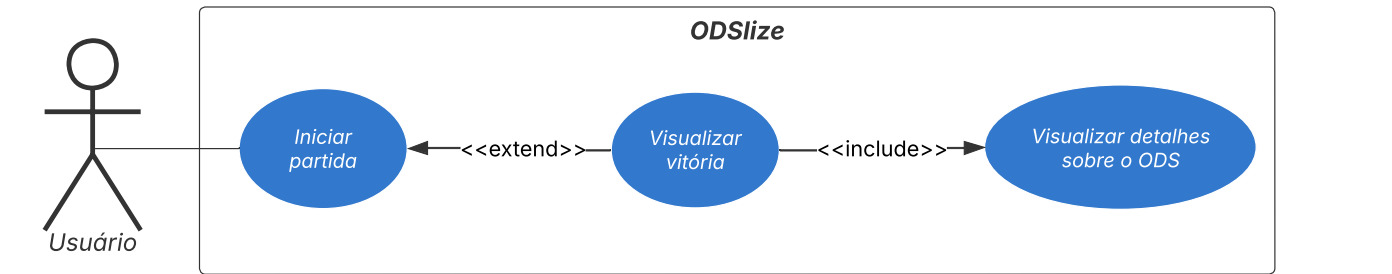 ODSlize
Iniciar
partida
<<extend>>
Visualizar
vitória
<<include>>
Visualizar detalhes
sobre o ODS
Usuário